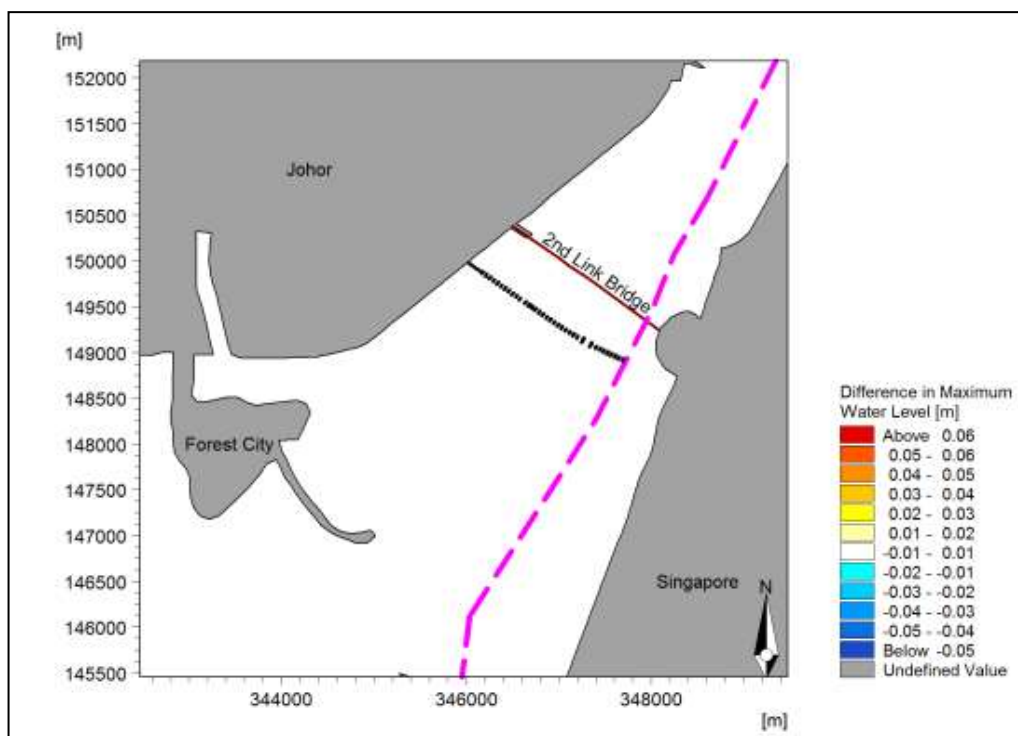 [m]
152000
151500
151000
150500
150000
149500
149000
148500
148000
147500
147000
146500
146000
145500
Johor
2nd Link Bridge
Forest City
Singapore
N
344000
346000
348000
[m]
Difference in Maximum
Water Level [m]
Above 0.06
0.05 - 0.06
0.04 - 0.05
0.03 - 0.04
0.02 - 0.03
0.01 - 0.02
-0.01 - 0.01
-0.02 - -0.01
-0.03 - -0.02
-0.04 - -0.03
-0.05 - -0.04
Below -0.05
Undefined Value